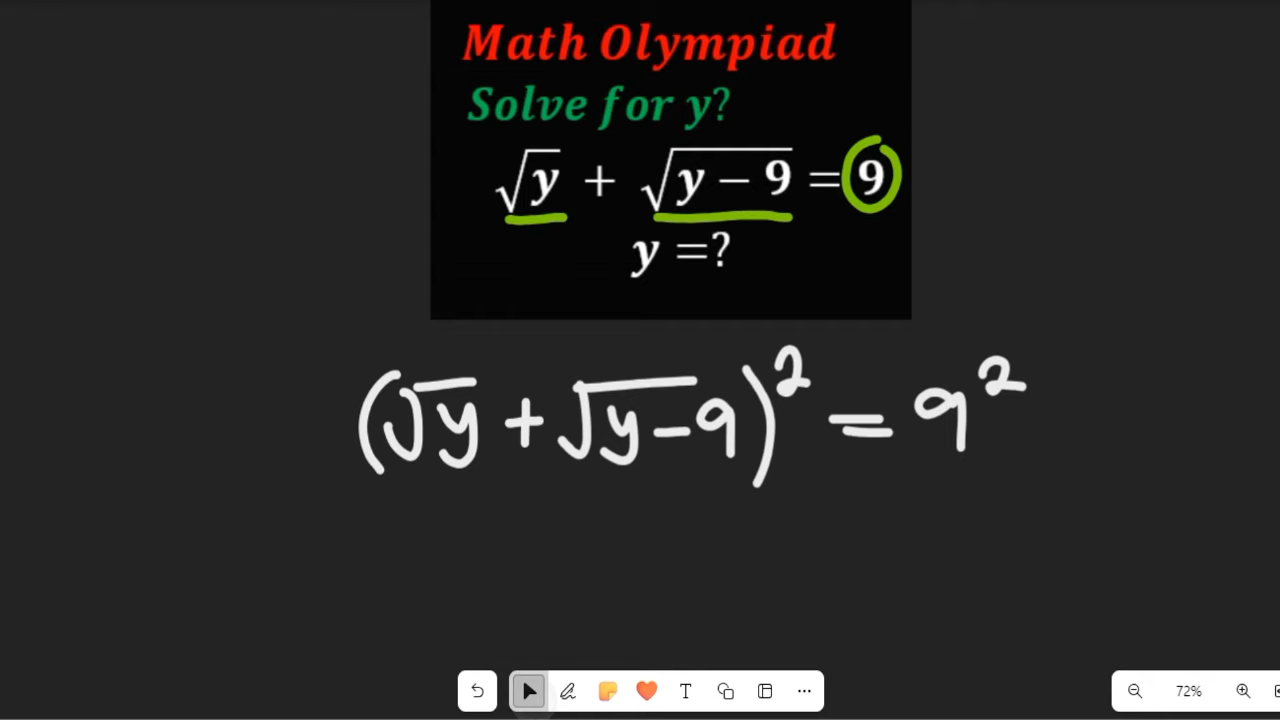 Math Olympiad
Solve for y?
√y + √(y − 9) = 9
y =?
(√y + √y−9)² = 9²
T
72%